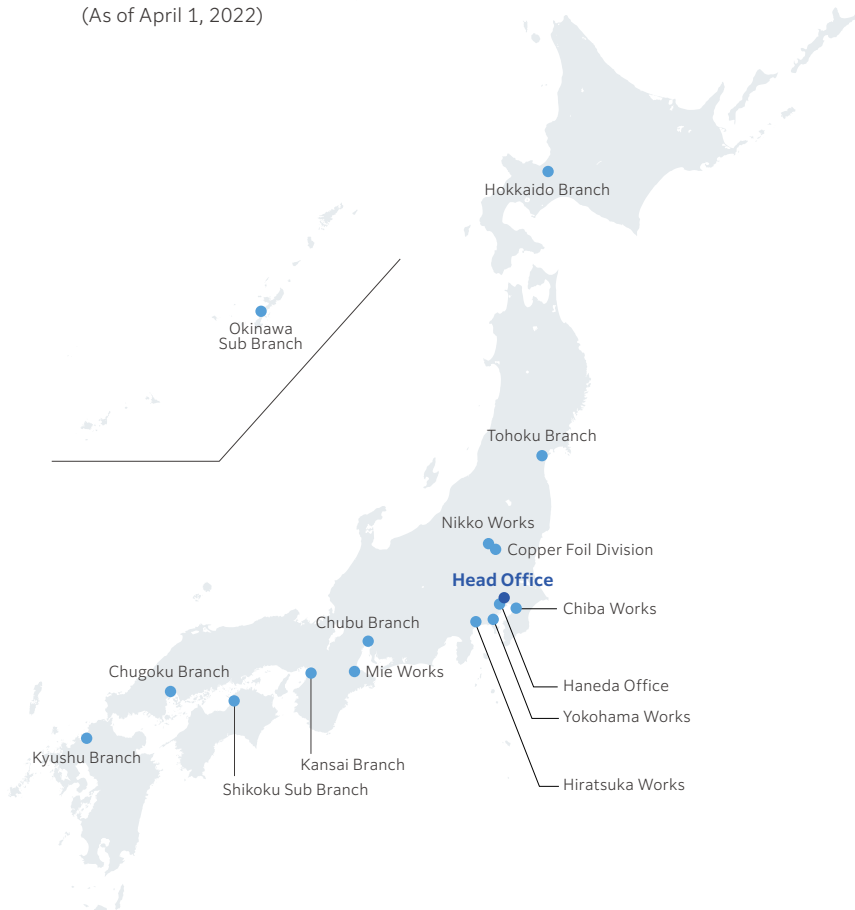 (As of April 1, 2022)
Hokkaido Branch
Okinawa
Sub Branch
Tohoku Branch
Nikko Works
Copper Foil Division
Head Office
Chiba Works
Chubu Branch
Mie Works
Chugoku Branch
Haneda Office
Yokohama Works
Kyushu Branch
Kansai Branch
Shikoku Sub Branch
Hiratsuka Works